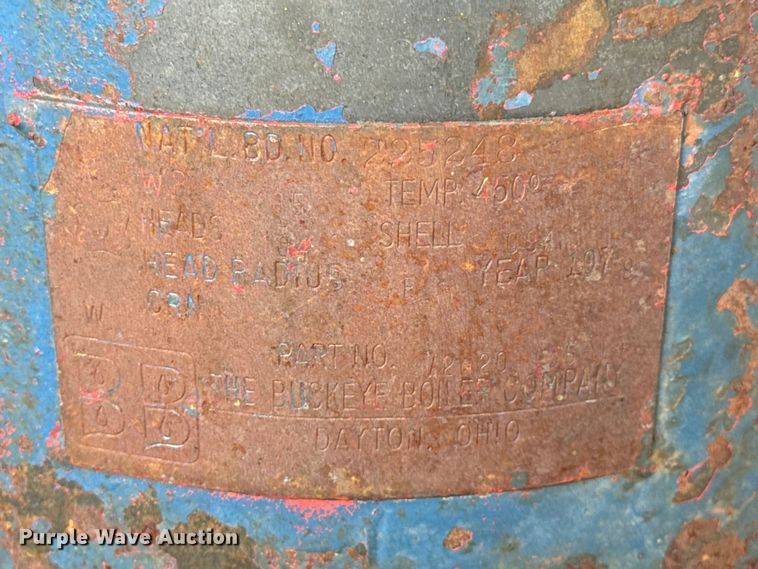 NAT'L. BD. NO. 225248
W
TEMP. 450°
HEADS SHELL
HEAD RADIUS YEAR 197
CRN
W
PART NO.
THE BUCKEYE BOILER COMPANY
DAYTON, OHIO
Purple Wave Auction